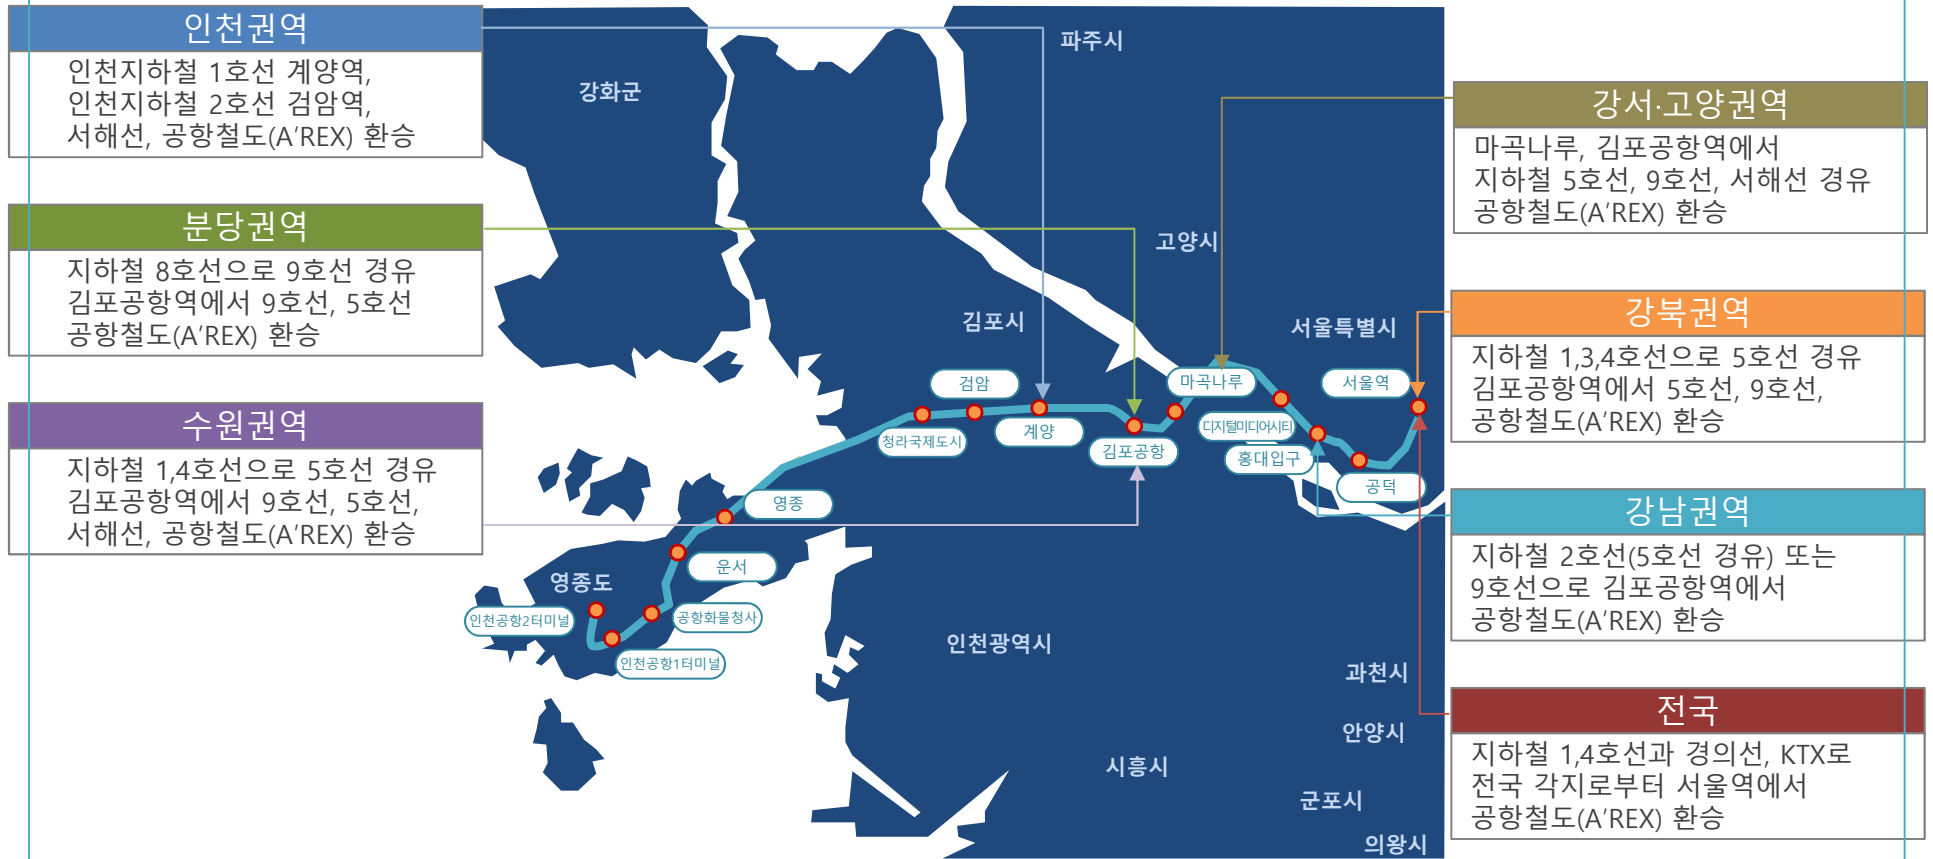 인천권역
인천지하철 1호선 계양역,
인천지하철 2호선 검암역,
서해선, 공항철도(A'REX) 환승
분당권역
지하철 8호선으로 9호선 경유
김포공항역에서 9호선, 5호선
공항철도(A'REX) 환승
수원권역
지하철 1,4호선으로 5호선 경유
김포공항역에서 9호선, 5호선,
서해선, 공항철도(A'REX) 환승
파주시
강화군
고양시
김포시
서울특별시
검암
마곡나루
서울역
청라국제도시
계양
김포공항
디지털미디어시티
홍대입구
공덕
영종
운서
영종도
인천공항2터미널
공항화물청사
인천공항1터미널
인천광역시
과천시
안양시
시흥시
군포시
의왕시
강서·고양권역
마곡나루, 김포공항역에서
지하철 5호선, 9호선, 서해선 경유
공항철도(A'REX) 환승
강북권역
지하철 1,3,4호선으로 5호선 경유
김포공항역에서 5호선, 9호선,
공항철도(A'REX) 환승
강남권역
지하철 2호선(5호선 경유) 또는
9호선으로 김포공항역에서
공항철도(A'REX) 환승
전국
지하철 1,4호선과 경의선, KTX로
전국 각지로부터 서울역에서
공항철도(A'REX) 환승